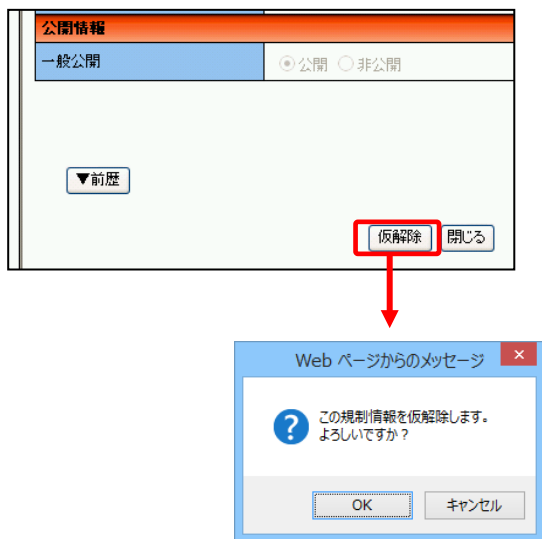 公開情報
一般公開
公開 非公開
▼前歴
仮解除 閉じる
Web ページからのメッセージ
この規制情報を仮解除します。
よろしいですか？
OK キャンセル